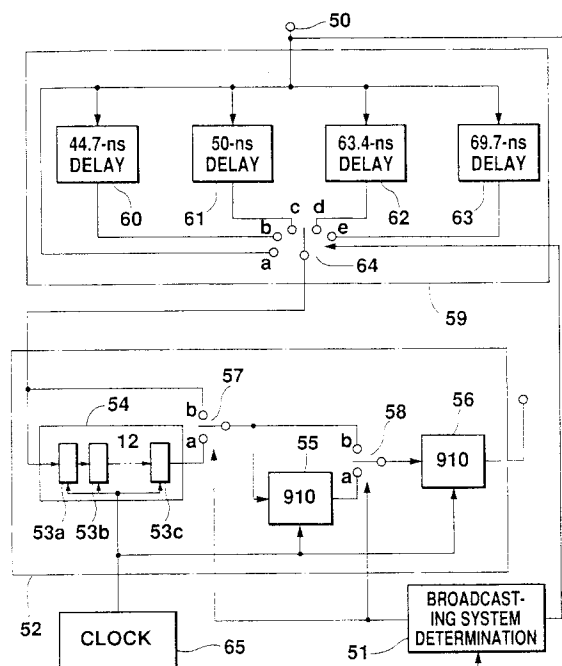 50
44.7-ns DELAY
50-ns DELAY
63.4-ns DELAY
69.7-ns DELAY
60
61
62
63
c
d
b
e
a
64
59
54
57
58
56
b
12
a
55
b
a
910
910
53a
53b
53c
52
CLOCK
65
51
BROADCAST-
ING SYSTEM
DETERMINATION